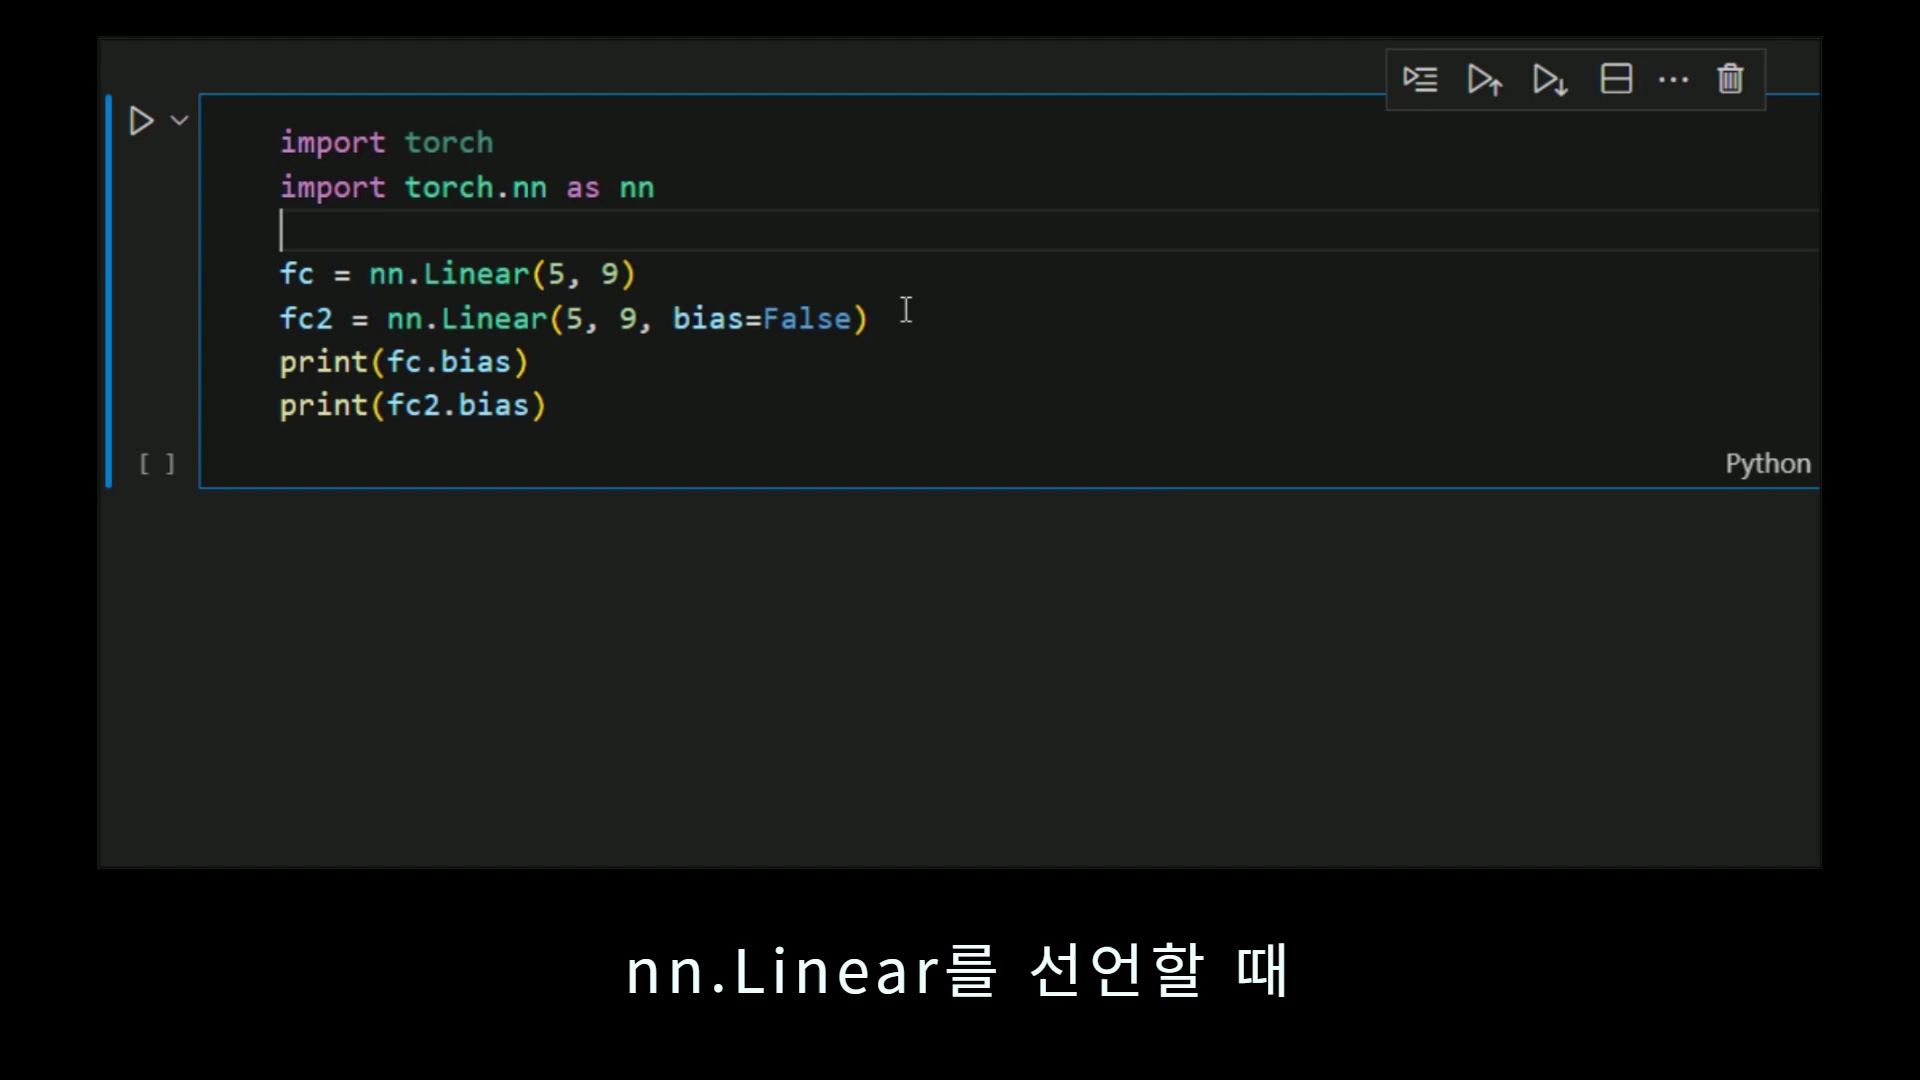 import torch
import torch.nn as nn
fc = nn.Linear(5, 9)
fc2 = nn.Linear(5, 9, bias=False)
print(fc.bias)
print(fc2.bias)
[ ]
Python
nn.Linear를 선언할 때